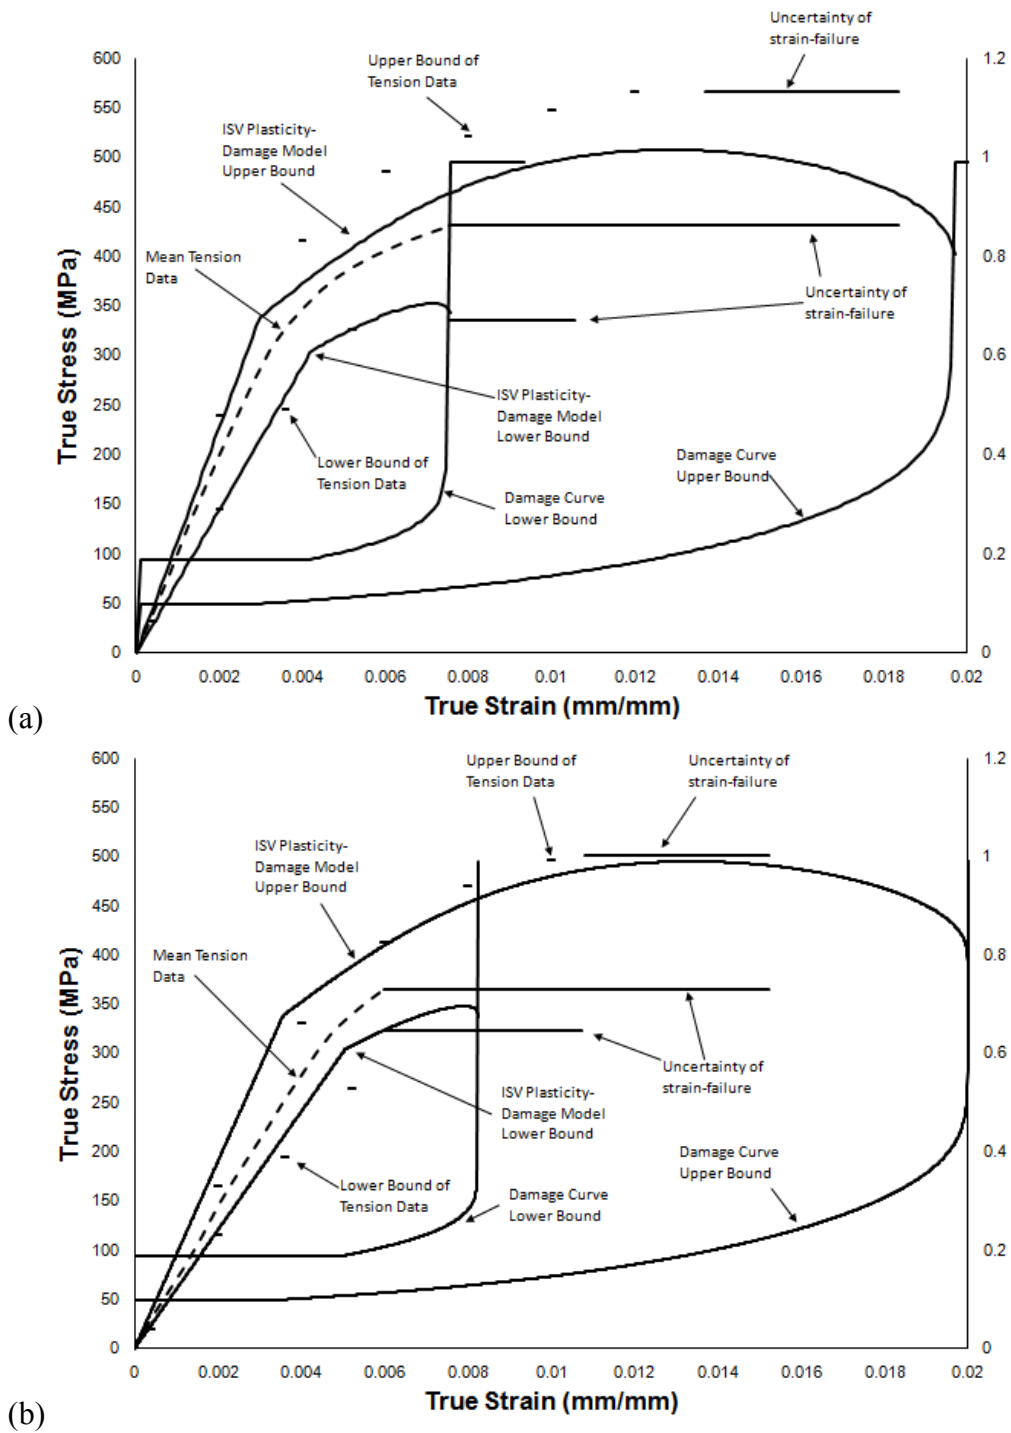 Uncertainty of
strain-failure
Upper Bound of
Tension Data
ISV Plasticity-
Damage Model
Upper Bound
Mean Tension
Data
Uncertainty of
strain-failure
ISV Plasticity-
Damage Model
Lower Bound
Lower Bound of
Tension Data
Damage Curve
Upper Bound
Damage Curve
Lower Bound
True Stress (MPa)
600
550
500
450
400
350
300
250
200
150
100
50
0
1.2
1
0.8
0.6
0.4
0.2
0
0 0.002 0.004 0.006 0.008 0.01 0.012 0.014 0.016 0.018 0.02
True Strain (mm/mm)
(a)
Upper Bound of
Tension Data
Uncertainty of
strain-failure
ISV Plasticity-
Damage Model
Upper Bound
Mean Tension
Data
Uncertainty of
strain-failure
ISV Plasticity-
Damage Model
Lower Bound
Lower Bound of
Tension Data
Damage Curve
Lower Bound
Damage Curve
Upper Bound
True Stress (MPa)
600
550
500
450
400
350
300
250
200
150
100
50
0
1.2
1
0.8
0.6
0.4
0.2
0
0 0.002 0.004 0.006 0.008 0.01 0.012 0.014 0.016 0.018 0.02
True Strain (mm/mm)
(b)